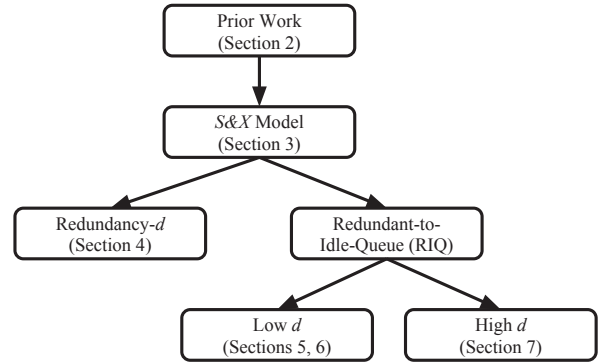 Prior Work
(Section 2)
S&X Model
(Section 3)
Redundancy-d
(Section 4)
Redundant-to-
Idle-Queue (RIQ)
Low d
(Sections 5, 6)
High d
(Section 7)